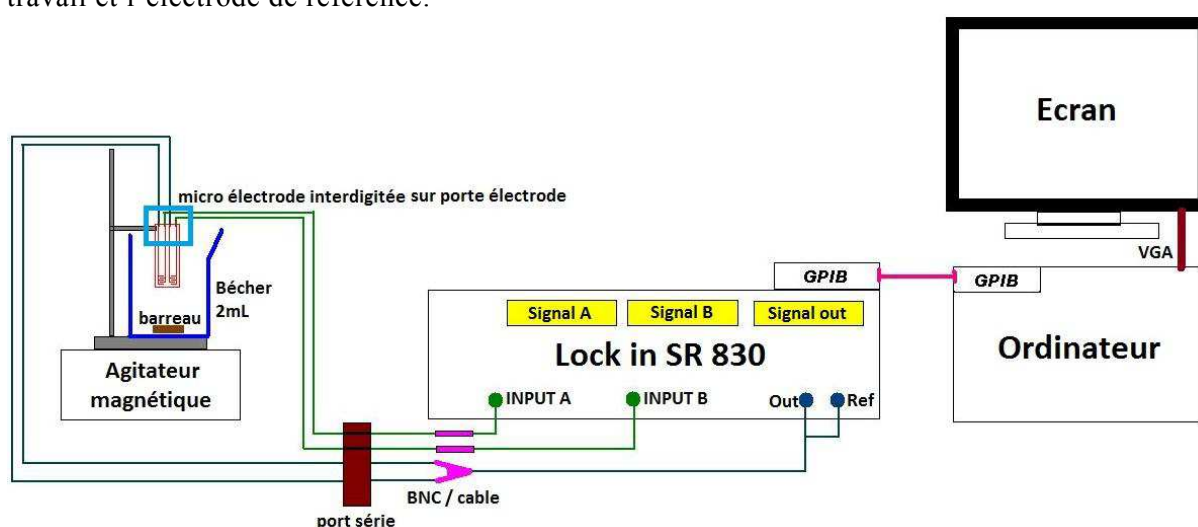 travail et l'électrode de référence.
Ecran
micro électrode interdigitée sur porte électrode
VGA
GPIB
GPIB
Bécher
2mL
barreau
Signal A
Signal B
Signal out
Lock in SR 830
Ordinateur
Agitateur
magnétique
INPUT A
INPUT B
Out
Ref
BNC / cable
port série